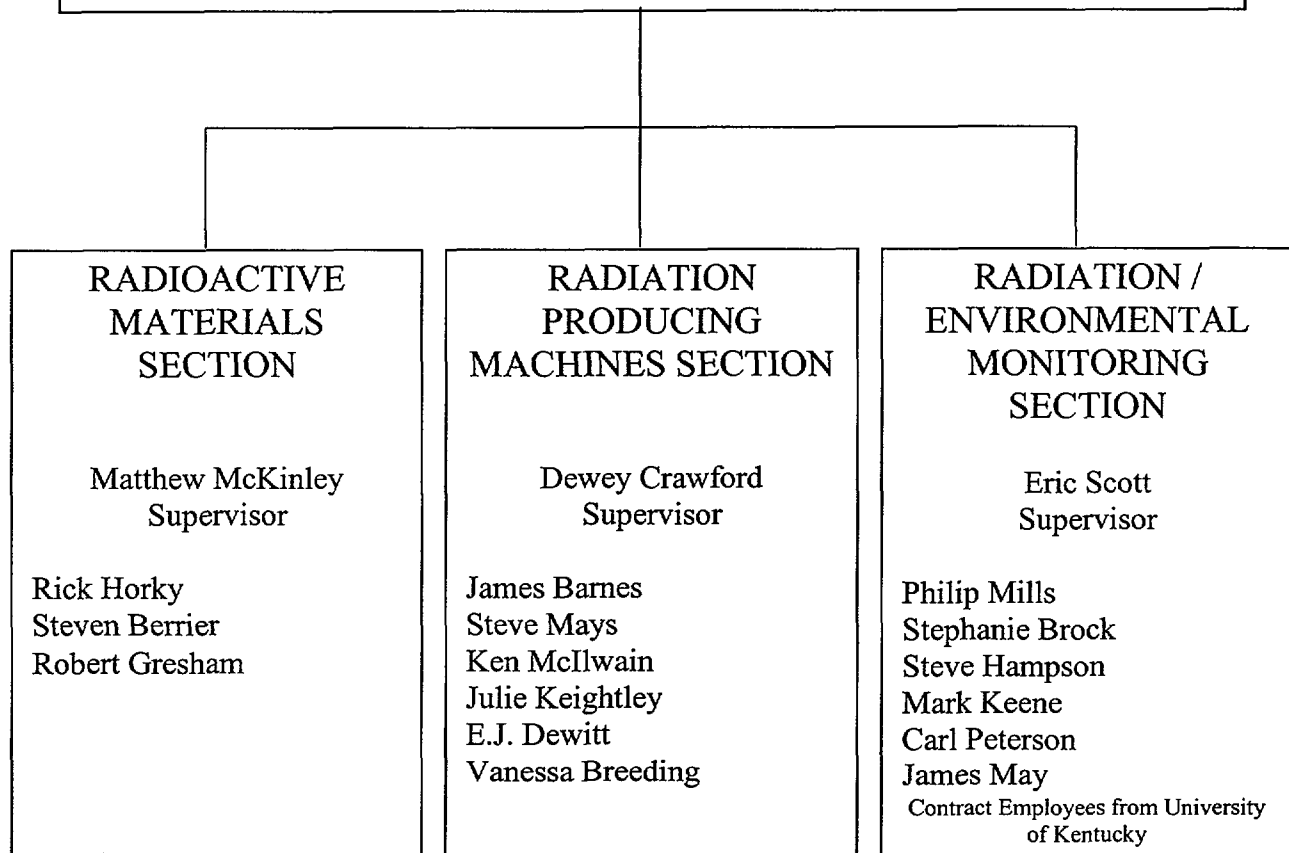 RADIOACTIVE
MATERIALS
SECTION
Matthew McKinley
Supervisor
Rick Horky
Steven Berrier
Robert Gresham
RADIATION
PRODUCING
MACHINES SECTION
Dewey Crawford
Supervisor
James Barnes
Steve Mays
Ken McIlwain
Julie Keightley
E.J. Dewitt
Vanessa Breeding
RADIATION /
ENVIRONMENTAL
MONITORING
SECTION
Eric Scott
Supervisor
Philip Mills
Stephanie Brock
Steve Hampson
Mark Keene
Carl Peterson
James May
Contract Employees from University
of Kentucky